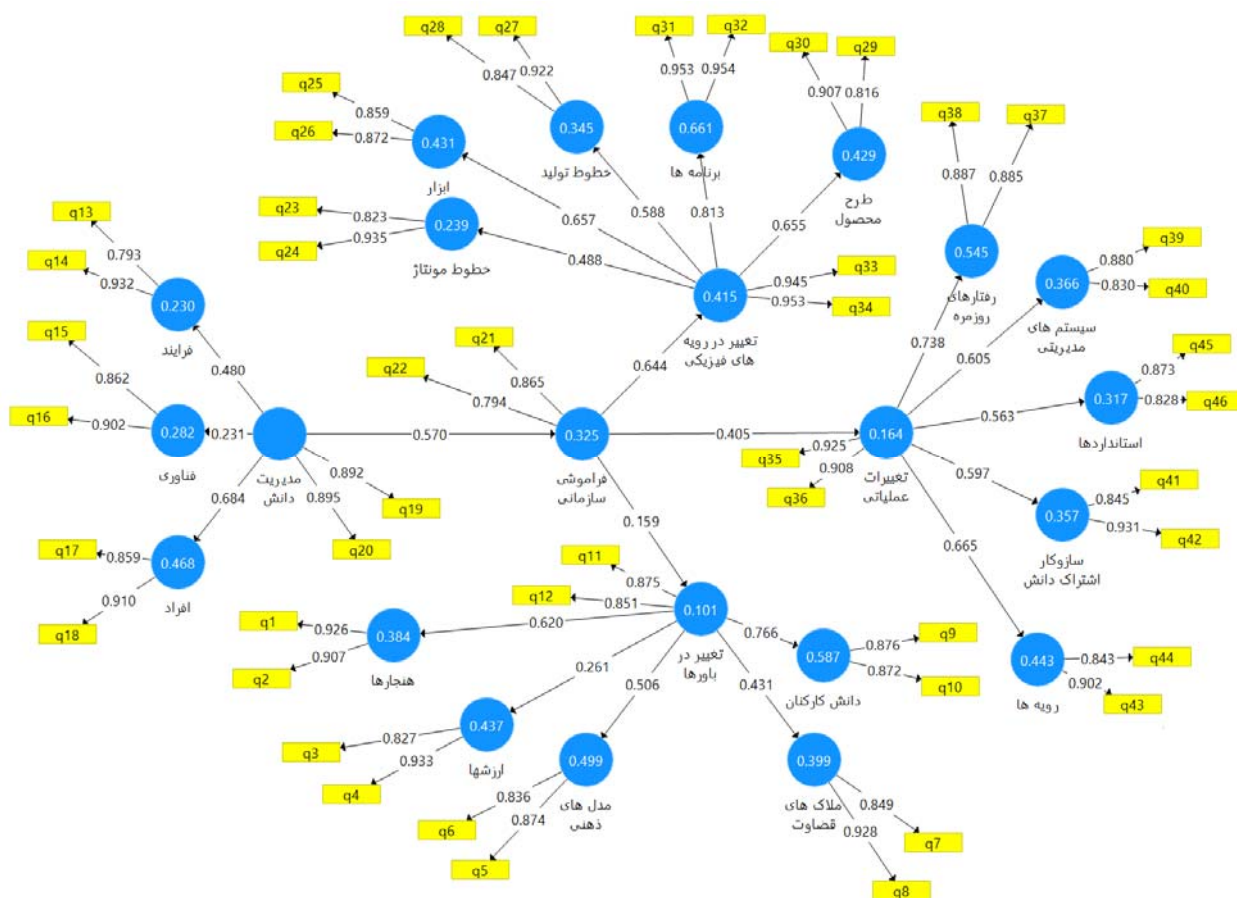 q28
q27
q31
q32
q30
q29
0.847
0.922
0.953
0.954
0.907
0.816
q25
0.859
q26
0.872
0.431
ابزار
0.345
خطوط تولید
0.661
برنامه ها
0.429
طرح
محصول
q38
q37
0.887
0.885
q23
0.823
q24
0.935
0.239
خطوط مونتاژ
0.657
0.588
0.813
0.655
0.488
q13
0.793
q14
0.932
0.230
فرایند
0.415
تغییر در رویه
های فیزیکی
0.945
q33
0.953
q34
0.545
رفتارهای
روزمره
0.366
سیستم های
مدیریتی
0.880
q39
0.830
q40
q15
0.862
0.480
q21
0.865
q22
0.794
0.644
0.738
0.605
q45
0.873
q46
0.828
0.317
استانداردها
q16
0.902
0.282
فناوری
0.231
مدیریت
دانش
0.570
0.325
فراموشی
سازمانی
0.405
0.164
تغییرات
عملیاتی
0.563
0.925
q35
0.908
q36
0.684
0.892
q19
0.895
q20
0.597
0.357
سازوکار
اشتراک دانش
0.845
q41
0.931
q42
q17
0.859
q18
0.910
0.468
افراد
0.159
0.665
q11
0.875
q12
0.851
0.101
تغییر در
باورها
q1
0.926
q2
0.907
0.384
هنجارها
0.620
0.766
0.587
دانش کارکنان
0.876
q9
0.872
q10
0.443
رویه ها
0.843
q44
0.902
q43
0.261
0.506
0.431
q3
0.827
q4
0.933
0.437
ارزشها
0.499
مدل های
ذهنی
0.836
q6
0.874
q5
0.399
ملاک های
قضاوت
0.849
q7
0.928
q8